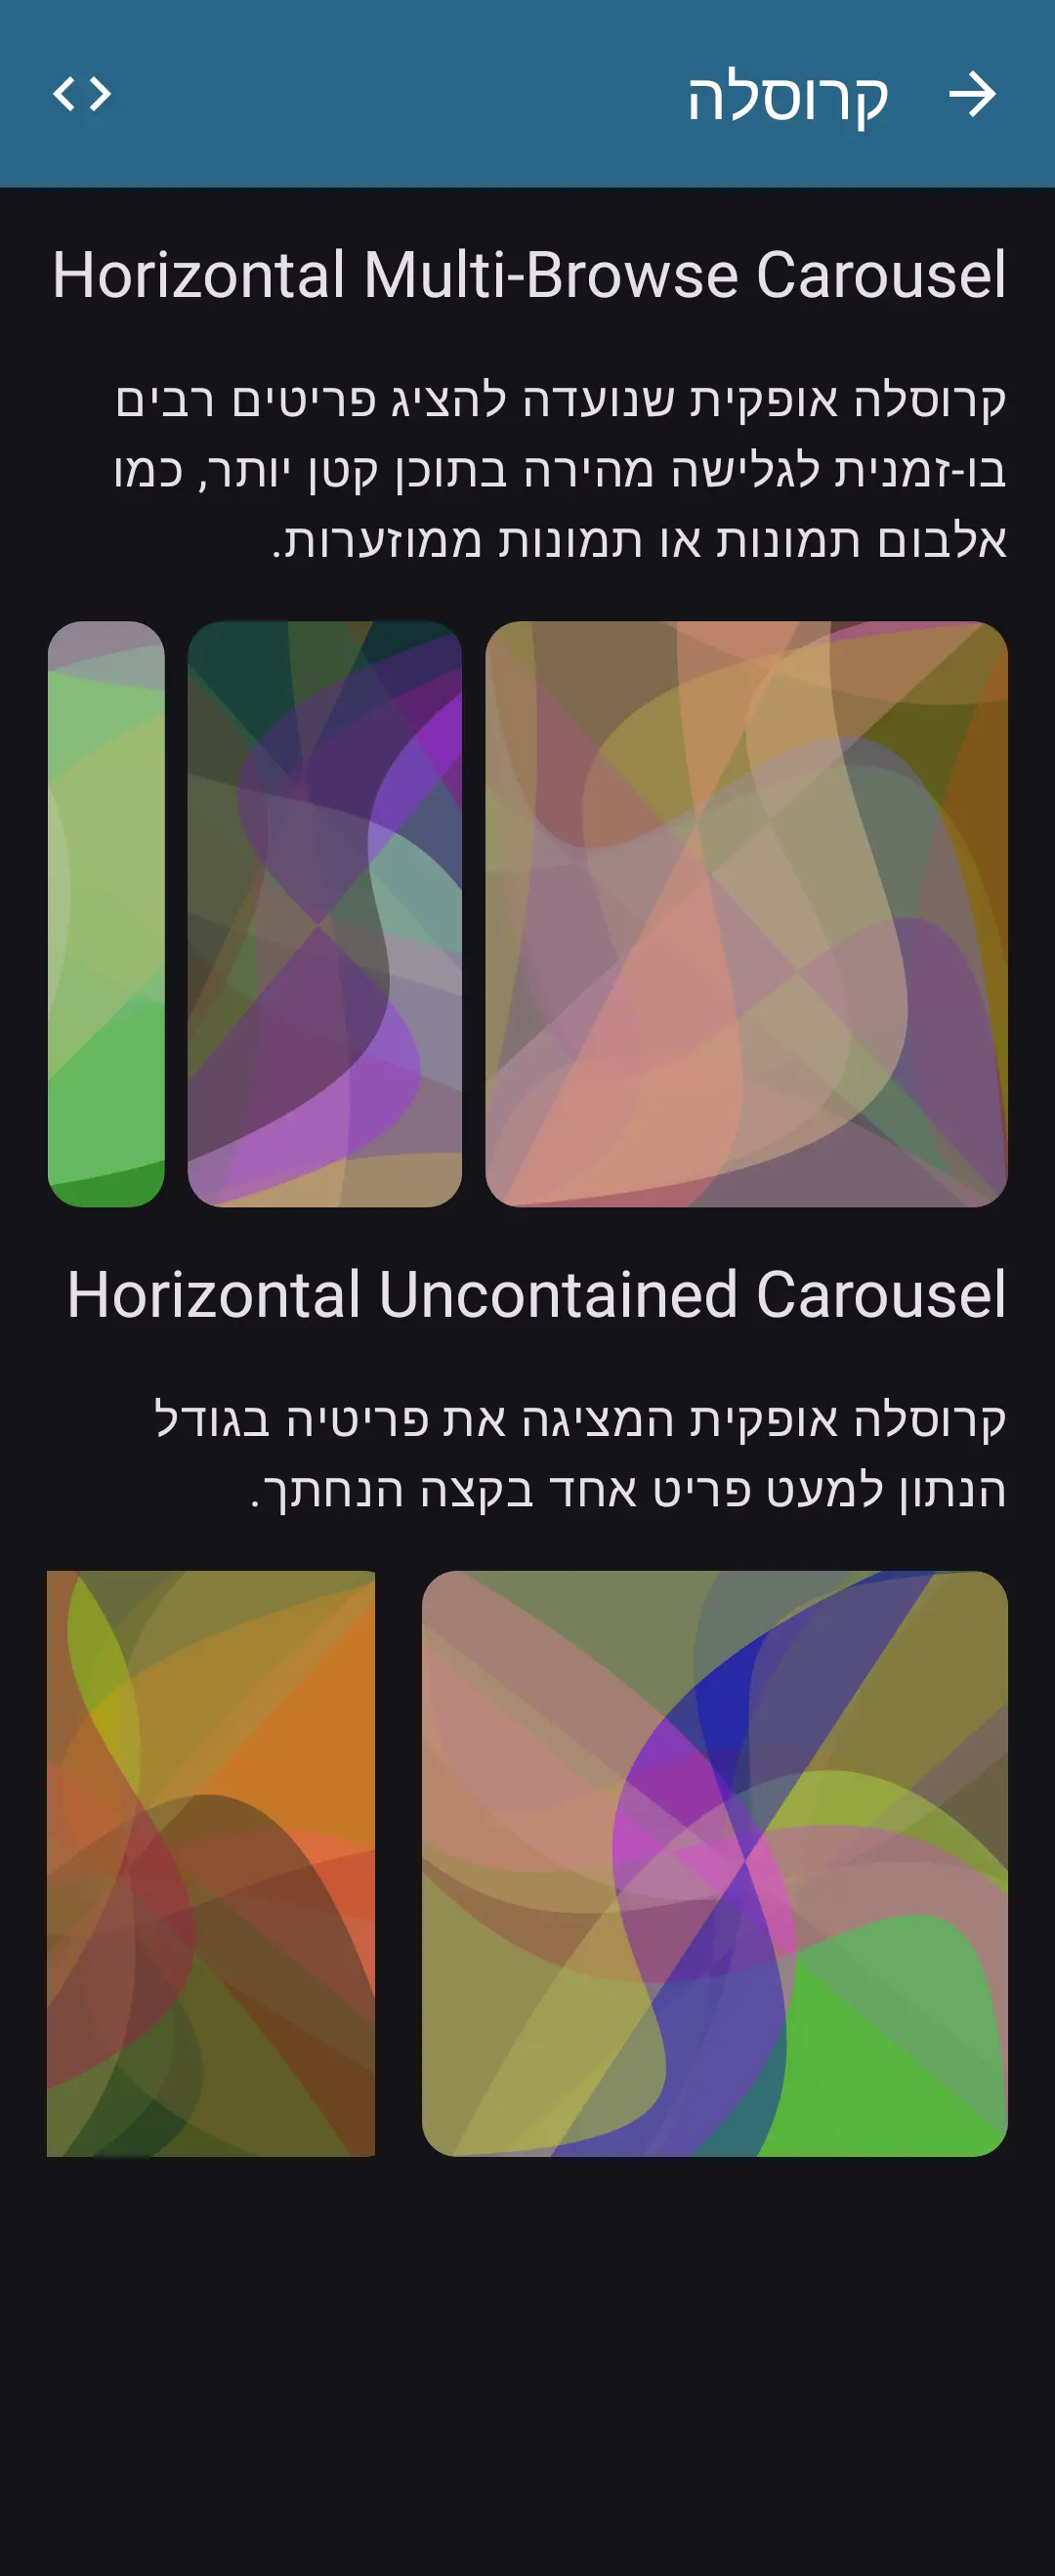 קרוסלה
Horizontal Multi-Browse Carousel
קרוסלה אופקית שנועדה להציג פריטים רבים
בו-זמנית לגלישה מהירה בתוכן קטן יותר, כמו
אלבום תמונות או תמונות ממוזערות.
Horizontal Uncontained Carousel
קרוסלה אופקית המציגה את פריטיה בגודל
הנתון למעט פריט אחד בקצה הנחתך.